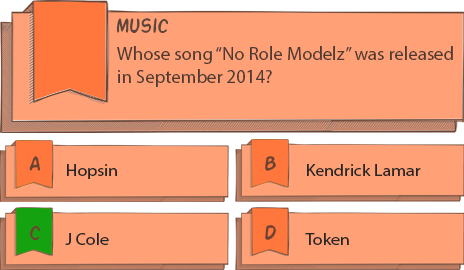 MUSIC
Whose song “No Role Modelz” was released
in September 2014?
A Hopsin
B Kendrick Lamar
C J Cole
D Token